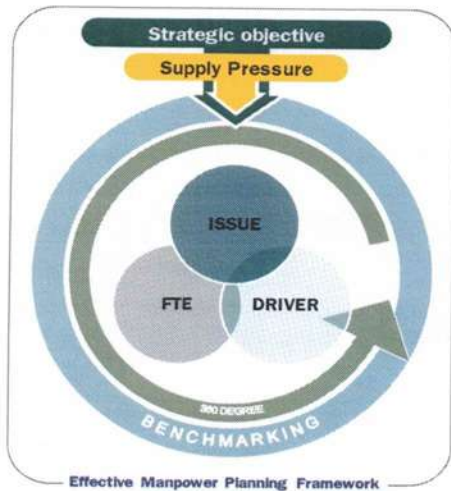 Strategic objective
Supply Pressure
ISSUE
FTE
DRIVER
360 DEGREE
BENCHMARKING
Effective Manpower Planning Framework